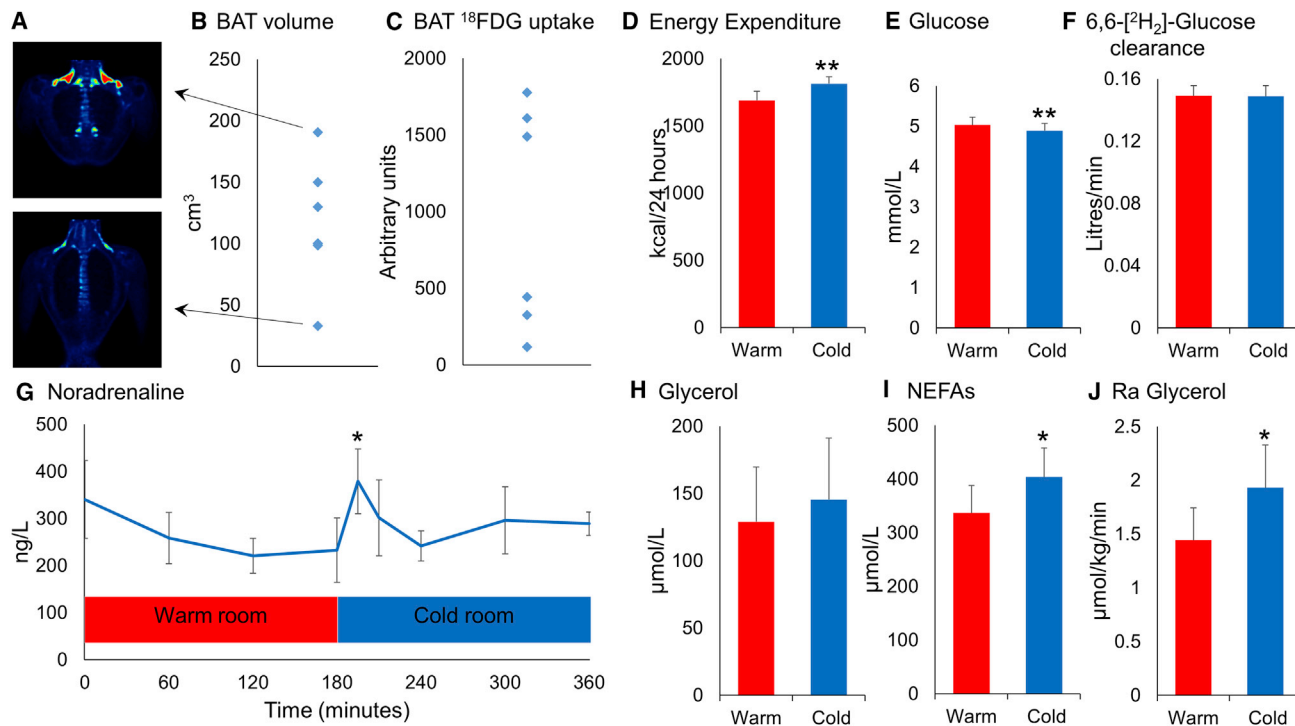 A
B BAT volume
250
200
150
100
50
0
cm³
C BAT ¹⁸FDG uptake
2000
1500
1000
500
0
Arbitrary units
D Energy Expenditure
2000
1500
1000
500
0
kcal/24 hours
**
Warm Cold
E Glucose
6
5
4
3
2
1
0
mmol/L
**
Warm Cold
F 6,6-[²H₂]-Glucose
clearance
0.16
0.12
0.08
0.04
0
Litres/min
Warm Cold
G Noradrenaline
500
400
300
200
100
0
ng/L
*
Warm room Cold room
0 60 120 180 240 300 360
Time (minutes)
H Glycerol
200
150
100
50
0
µmol/L
Warm Cold
I NEFAs
500
400
300
200
100
0
µmol/L
*
Warm Cold
J Ra Glycerol
2.5
2
1.5
1
0.5
0
µmol/kg/min
*
Warm Cold